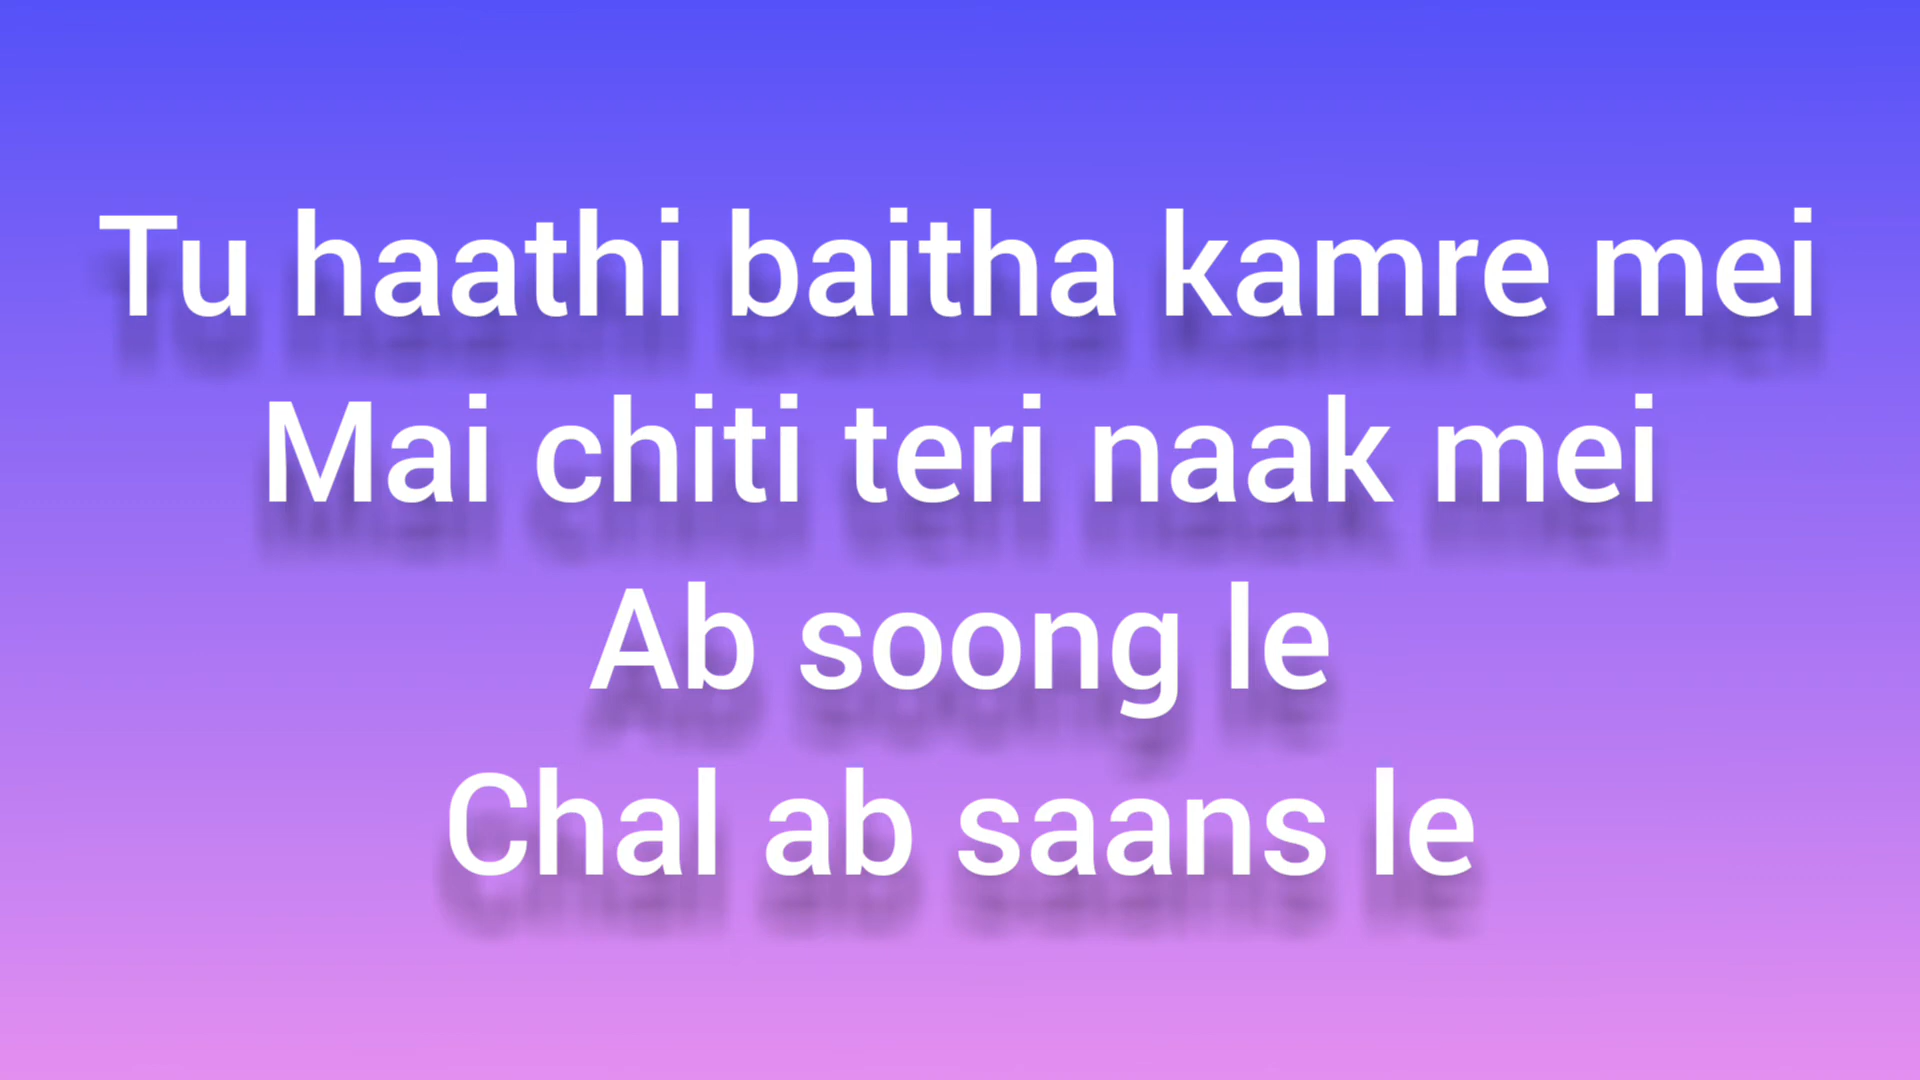 Tu haathi baitha kamre mei
Mai chiti teri naak mei
Ab soong le
Chal ab saans le